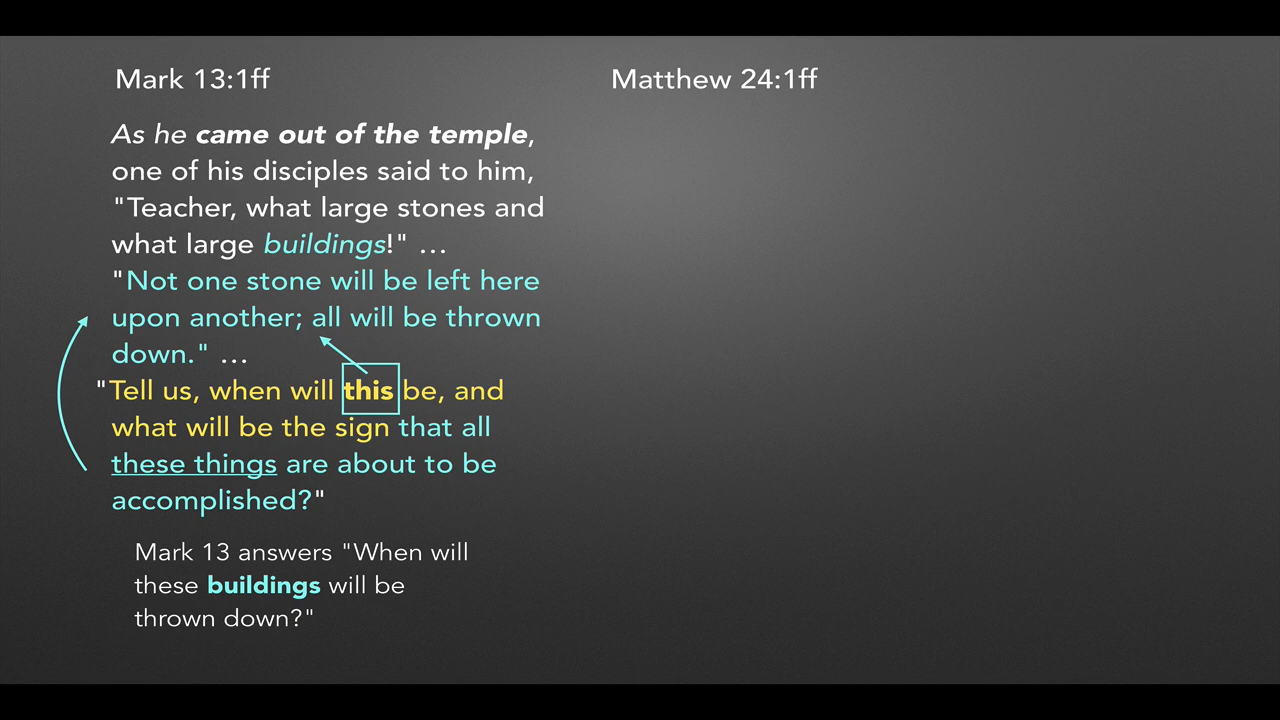 Mark 13:1ff
Matthew 24:1ff
As he came out of the temple,
one of his disciples said to him,
"Teacher, what large stones and
what large buildings!" …
"Not one stone will be left here
upon another; all will be thrown
down." …
"Tell us, when will this be, and
what will be the sign that all
these things are about to be
accomplished?"
Mark 13 answers "When will
these buildings will be
thrown down?"